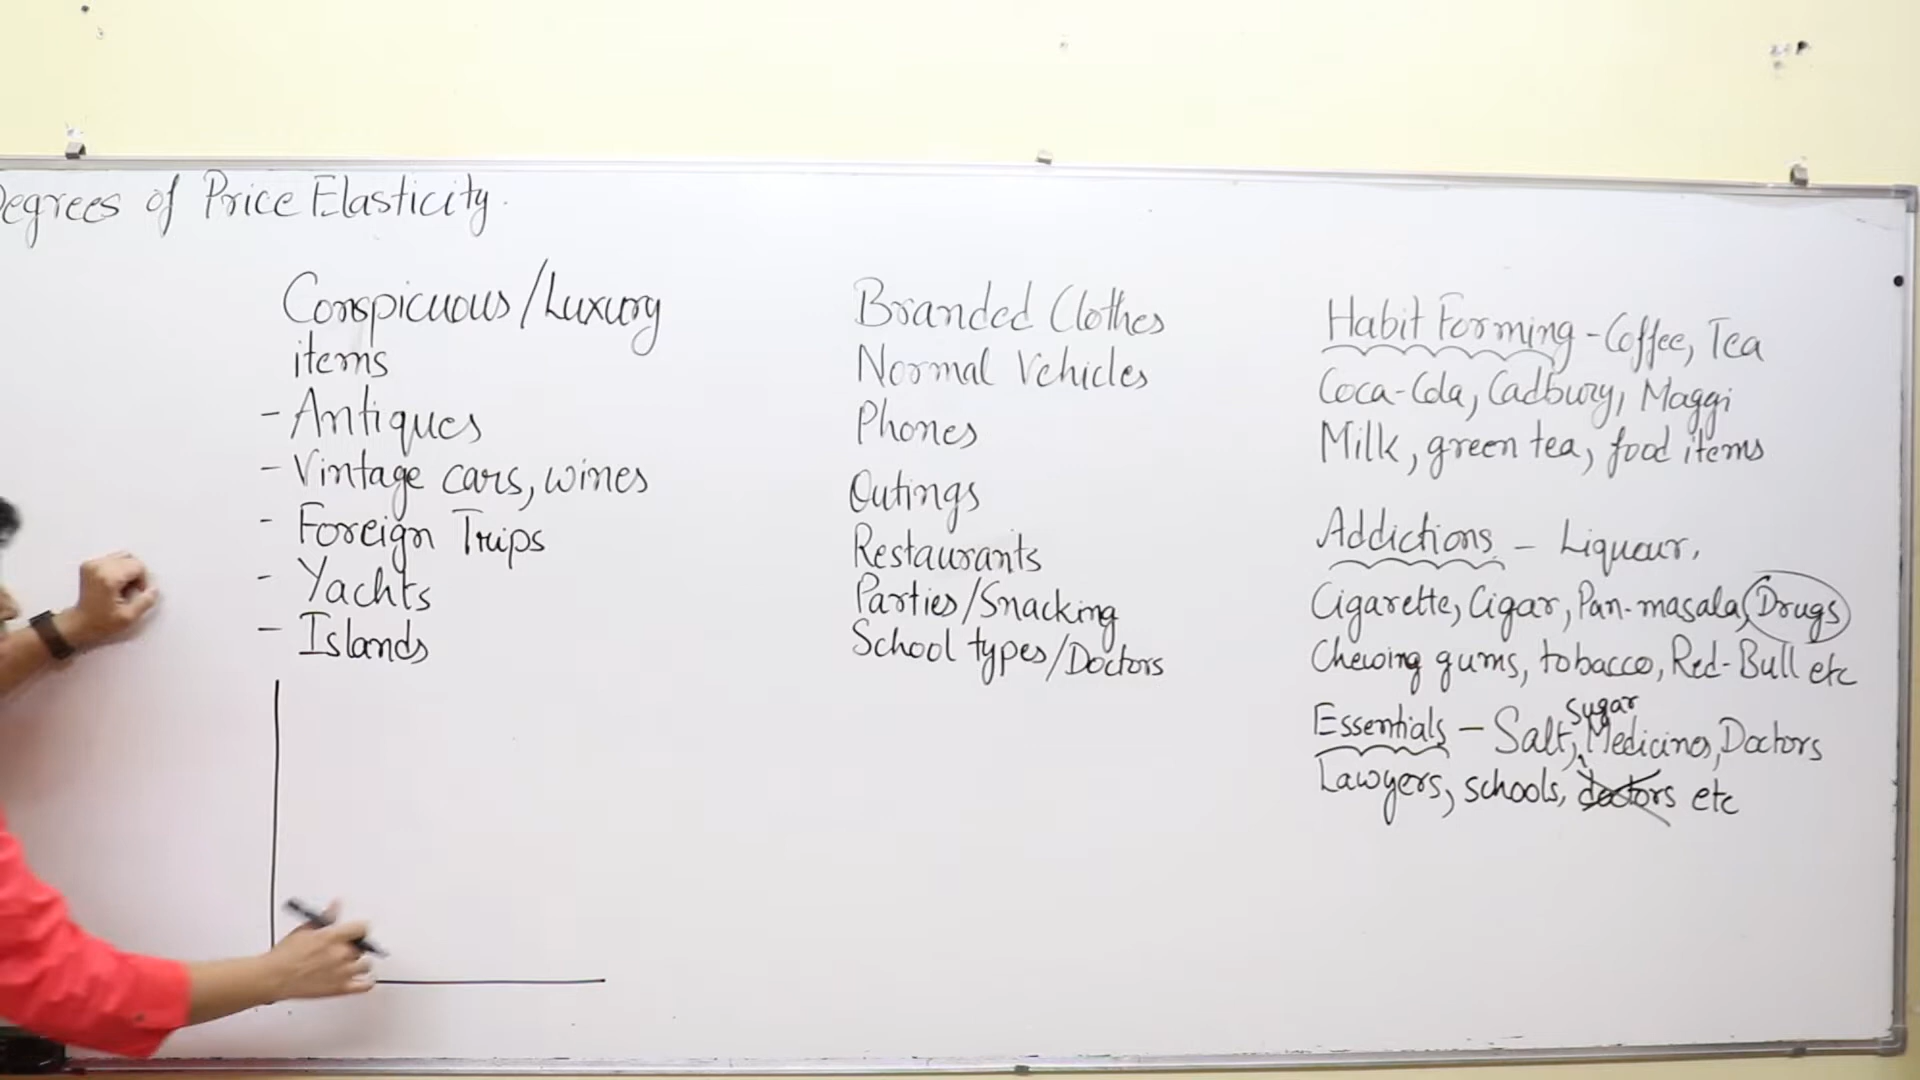 Degrees of Price Elasticity.
Conspicuous/Luxury
items
- Antiques
- Vintage cars, wines
- Foreign Trips
- Yachts
- Islands
Branded Clothes
Normal Vehicles
Phones
Outings
Restaurants
Parties/Snacking
School types/Doctors
Habit Forming - Coffee, Tea
Coca-Cola, Cadbury, Maggi
Milk, green tea, food items
Addictions - Liqueur,
Cigarette, Cigar, Pan-masala, Drugs
Chewing gums, tobacco, Red-Bull etc
Essentials - Salt, sugar Medicines, Doctors
Lawyers, schools, doctors etc